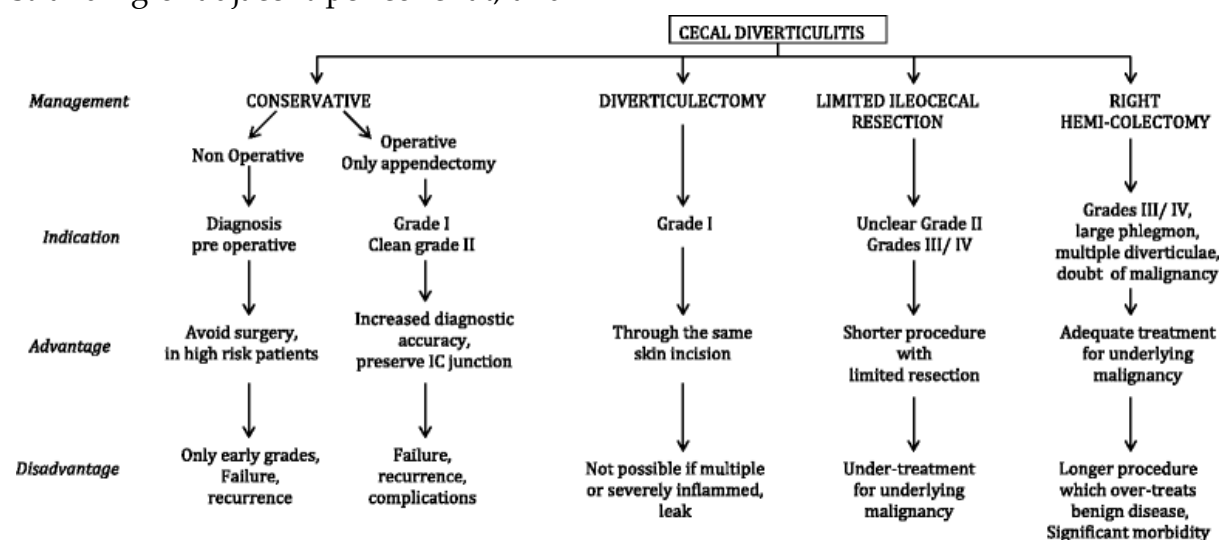 CECAL DIVERTICULITIS
Management
CONSERVATIVE
DIVERTICULECTOMY
LIMITED ILEOCECAL
RESECTION
RIGHT
HEMI-COLECTOMY
Non Operative
Operative
Only appendectomy
Indication
Diagnosis
pre operative
Grade I
Clean grade II
Grade I
Unclear Grade II
Grades III/ IV
Grades III/ IV,
large phlegmon,
multiple diverticulae,
doubt of malignancy
Advantage
Avoid surgery,
in high risk patients
Increased diagnostic
accuracy,
preserve IC junction
Through the same
skin incision
Shorter procedure
with
limited resection
Adequate treatment
for underlying
malignancy
Disadvantage
Only early grades,
Failure,
recurrence
Failure,
recurrence,
complications
Not possible if multiple
or severely inflammed,
leak
Under-treatment
for underlying
malignancy
Longer procedure
which over-treats
benign disease,
Significant morbidity